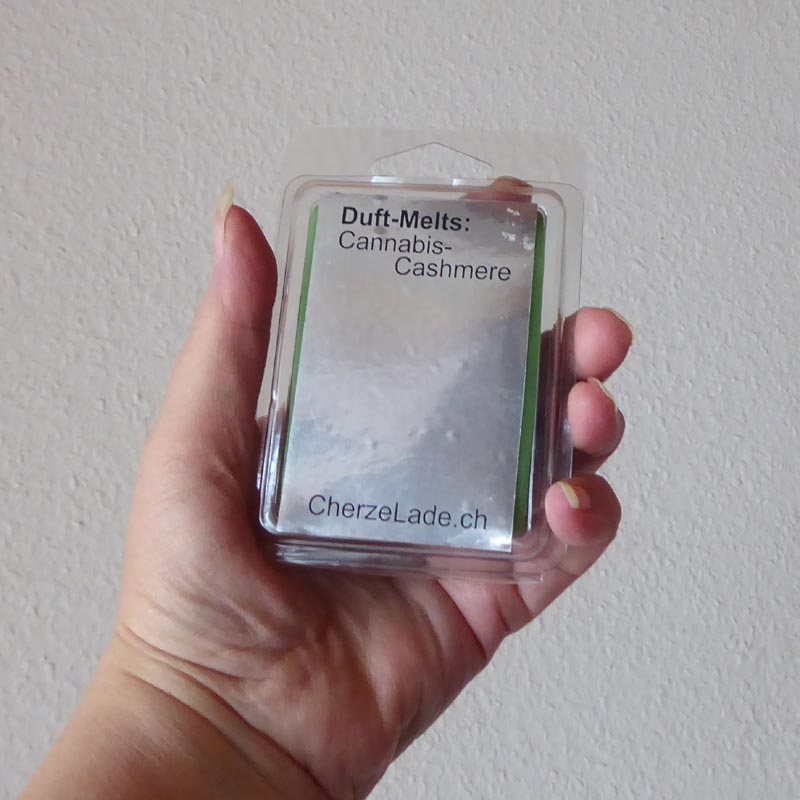 Duft-Melts:
Cannabis-
Cashmere
CherzeLade.ch